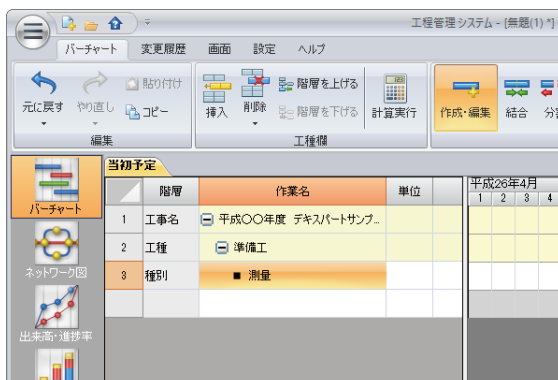 工程管理システム - [無題(1) *]
バーチャート 変更履歴 画面 設定 ヘルプ
元に戻す やり直し 貼り付け コピー 挿入 削除 階層を上げる 階層を下げる 計算実行 作成・編集 結合
編集 工種欄
当初予定
階層 作業名 単位 平成26年4月
1 2 3 4
1 工事名 平成〇〇年度 デキスパートサンプ...
2 工種 準備工
3 種別 ■ 測量
バーチャート
ネットワーク図
出来高・進捗率